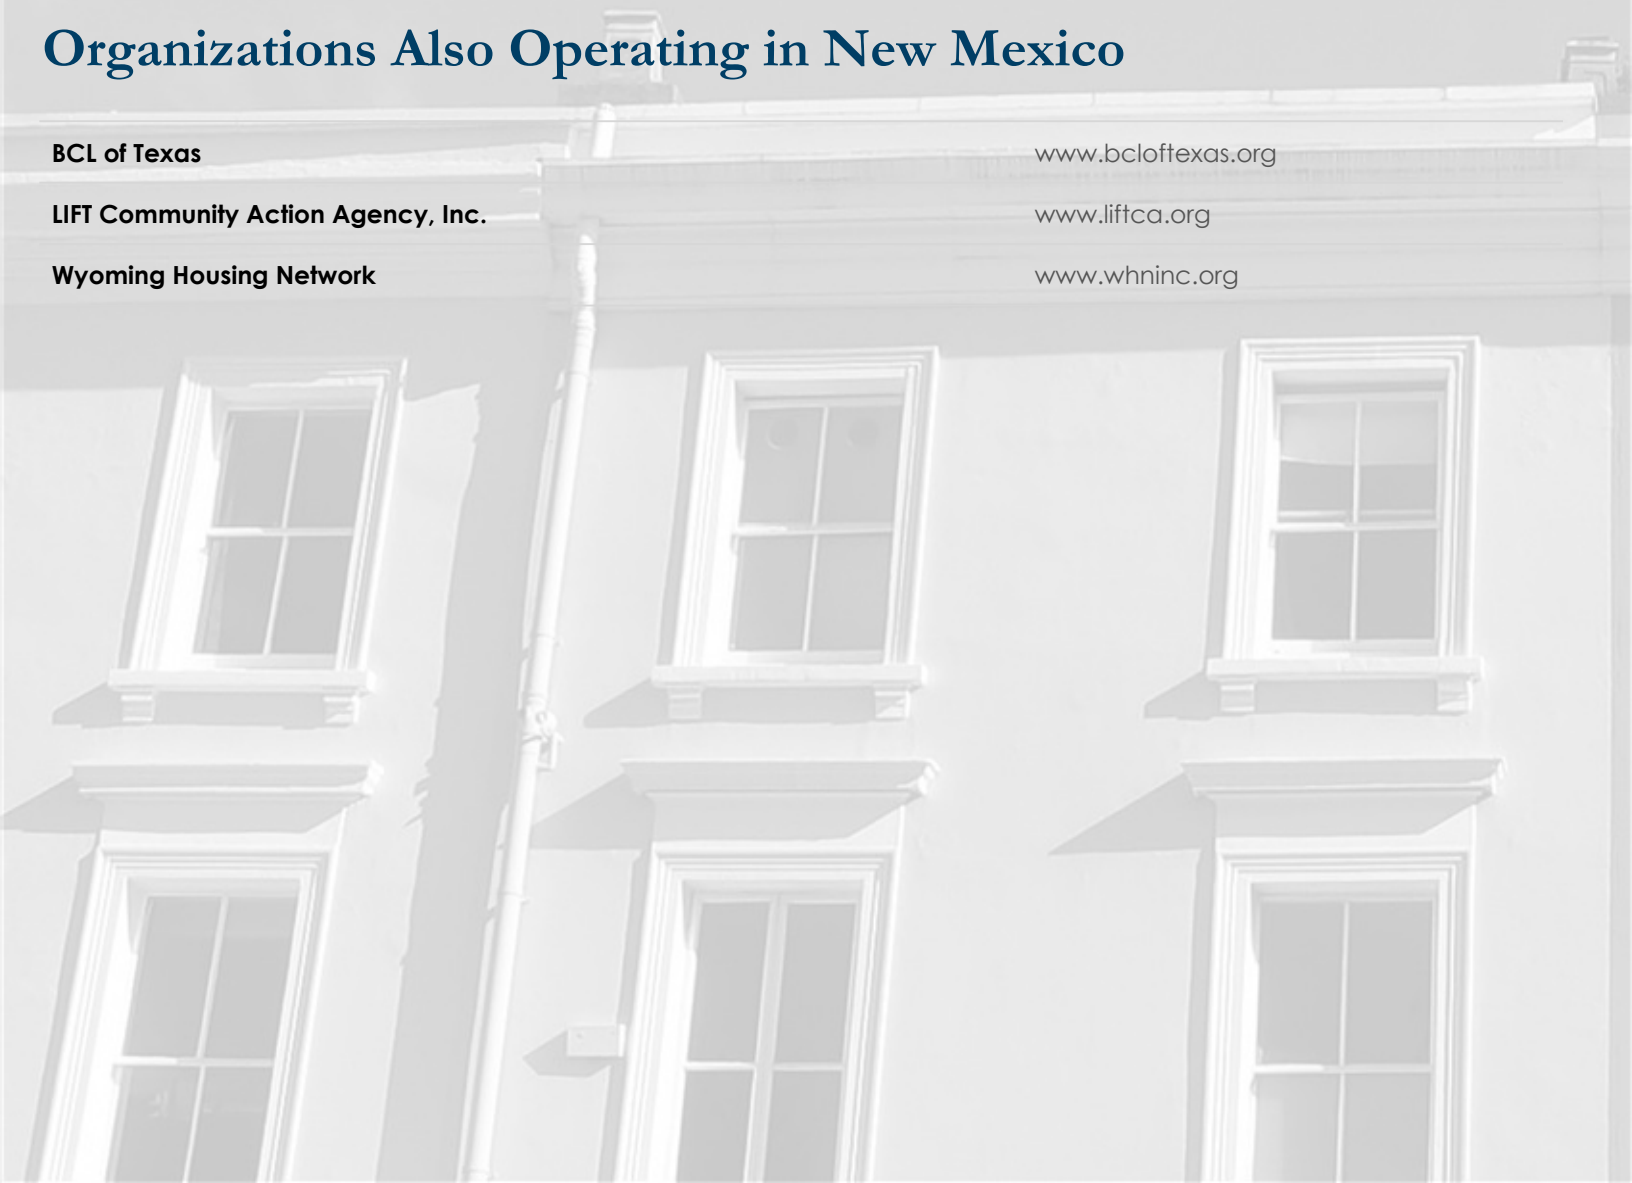 Organizations Also Operating in New Mexico
BCL of Texas www.bcloftexas.org
LIFT Community Action Agency, Inc. www.liftca.org
Wyoming Housing Network www.whninc.org